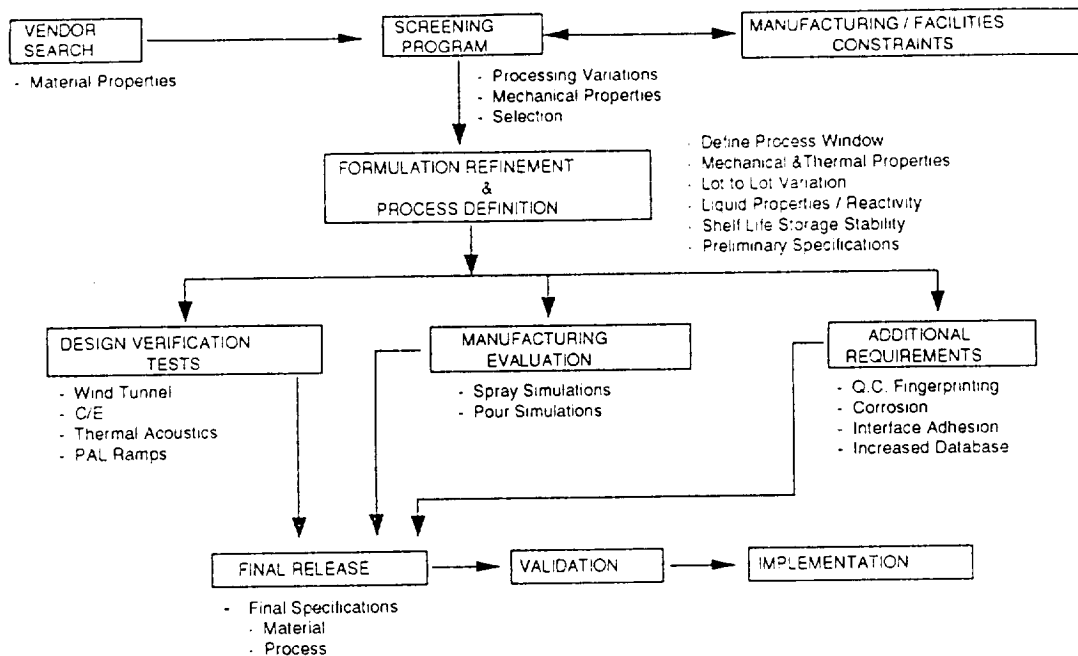 VENDOR
SEARCH
- Material Properties
SCREENING
PROGRAM
- Processing Variations
- Mechanical Properties
- Selection
MANUFACTURING / FACILITIES
CONSTRAINTS
FORMULATION REFINEMENT
&
PROCESS DEFINITION
- Define Process Window
- Mechanical &Thermal Properties
- Lot to Lot Variation
- Liquid Properties / Reactivity
- Shelf Life Storage Stability
- Preliminary Specifications
DESIGN VERIFICATION
TESTS
- Wind Tunnel
- C/E
- Thermal Acoustics
- PAL Ramps
MANUFACTURING
EVALUATION
- Spray Simulations
- Pour Simulations
ADDITIONAL
REQUIREMENTS
- Q.C. Fingerprinting
- Corrosion
- Interface Adhesion
- Increased Database
FINAL RELEASE
- Final Specifications
- Material
- Process
VALIDATION
IMPLEMENTATION